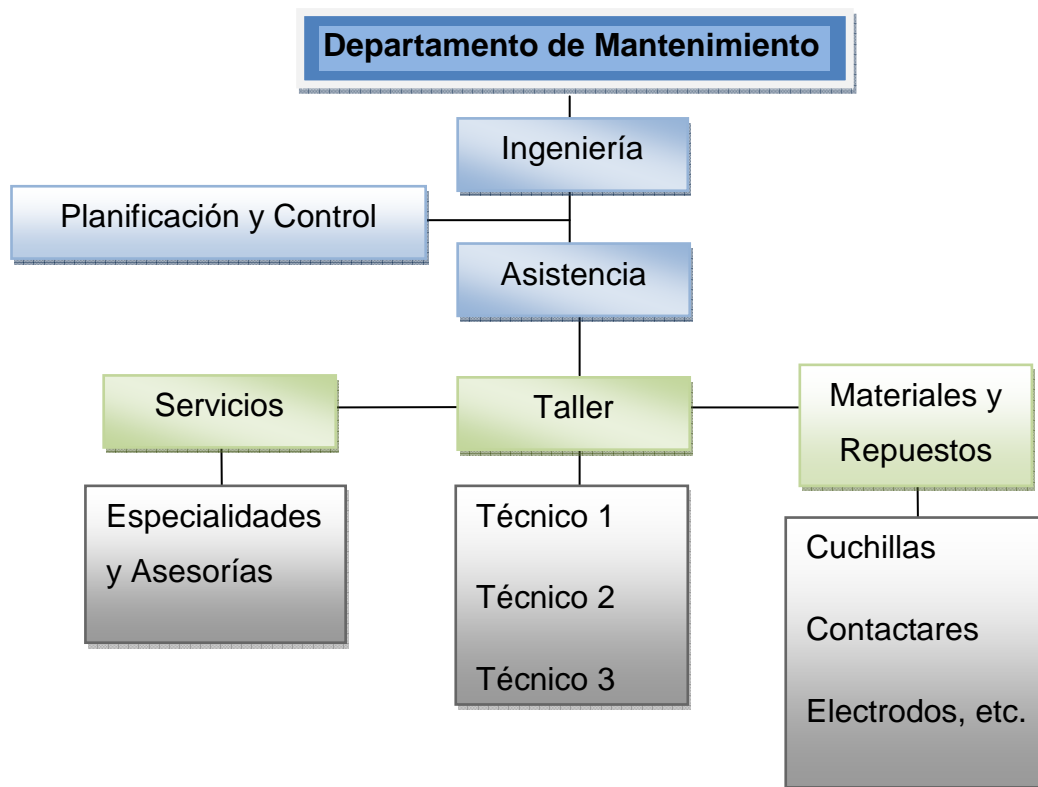 Departamento de Mantenimiento
Ingeniería
Planificación y Control
Asistencia
Servicios
Taller
Materiales y
Repuestos
Especialidades
y Asesorías
Técnico 1
Técnico 2
Técnico 3
Cuchillas
Contactares
Electrodos, etc.